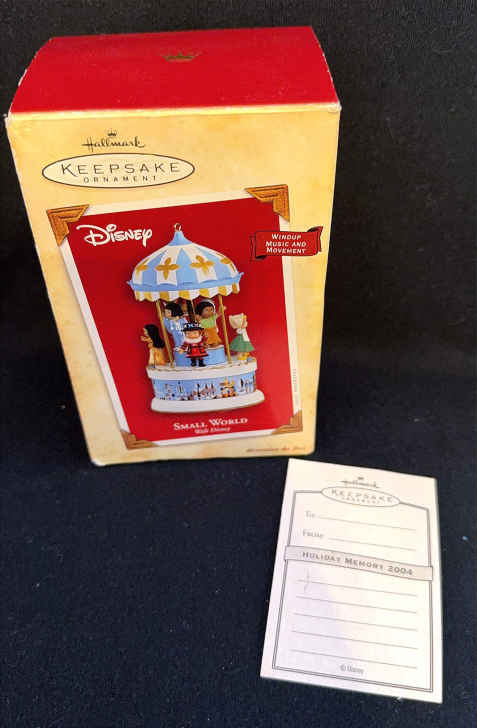 Hallmark
KEEPSAKE
ORNAMENT
Disney
WINDUP
MUSIC AND
MOVEMENT
SMALL WORLD
Walt Disney
Hallmark
KEEPSAKE
ORNAMENT
To
From
HOLIDAY MEMORY 2004
© Disney